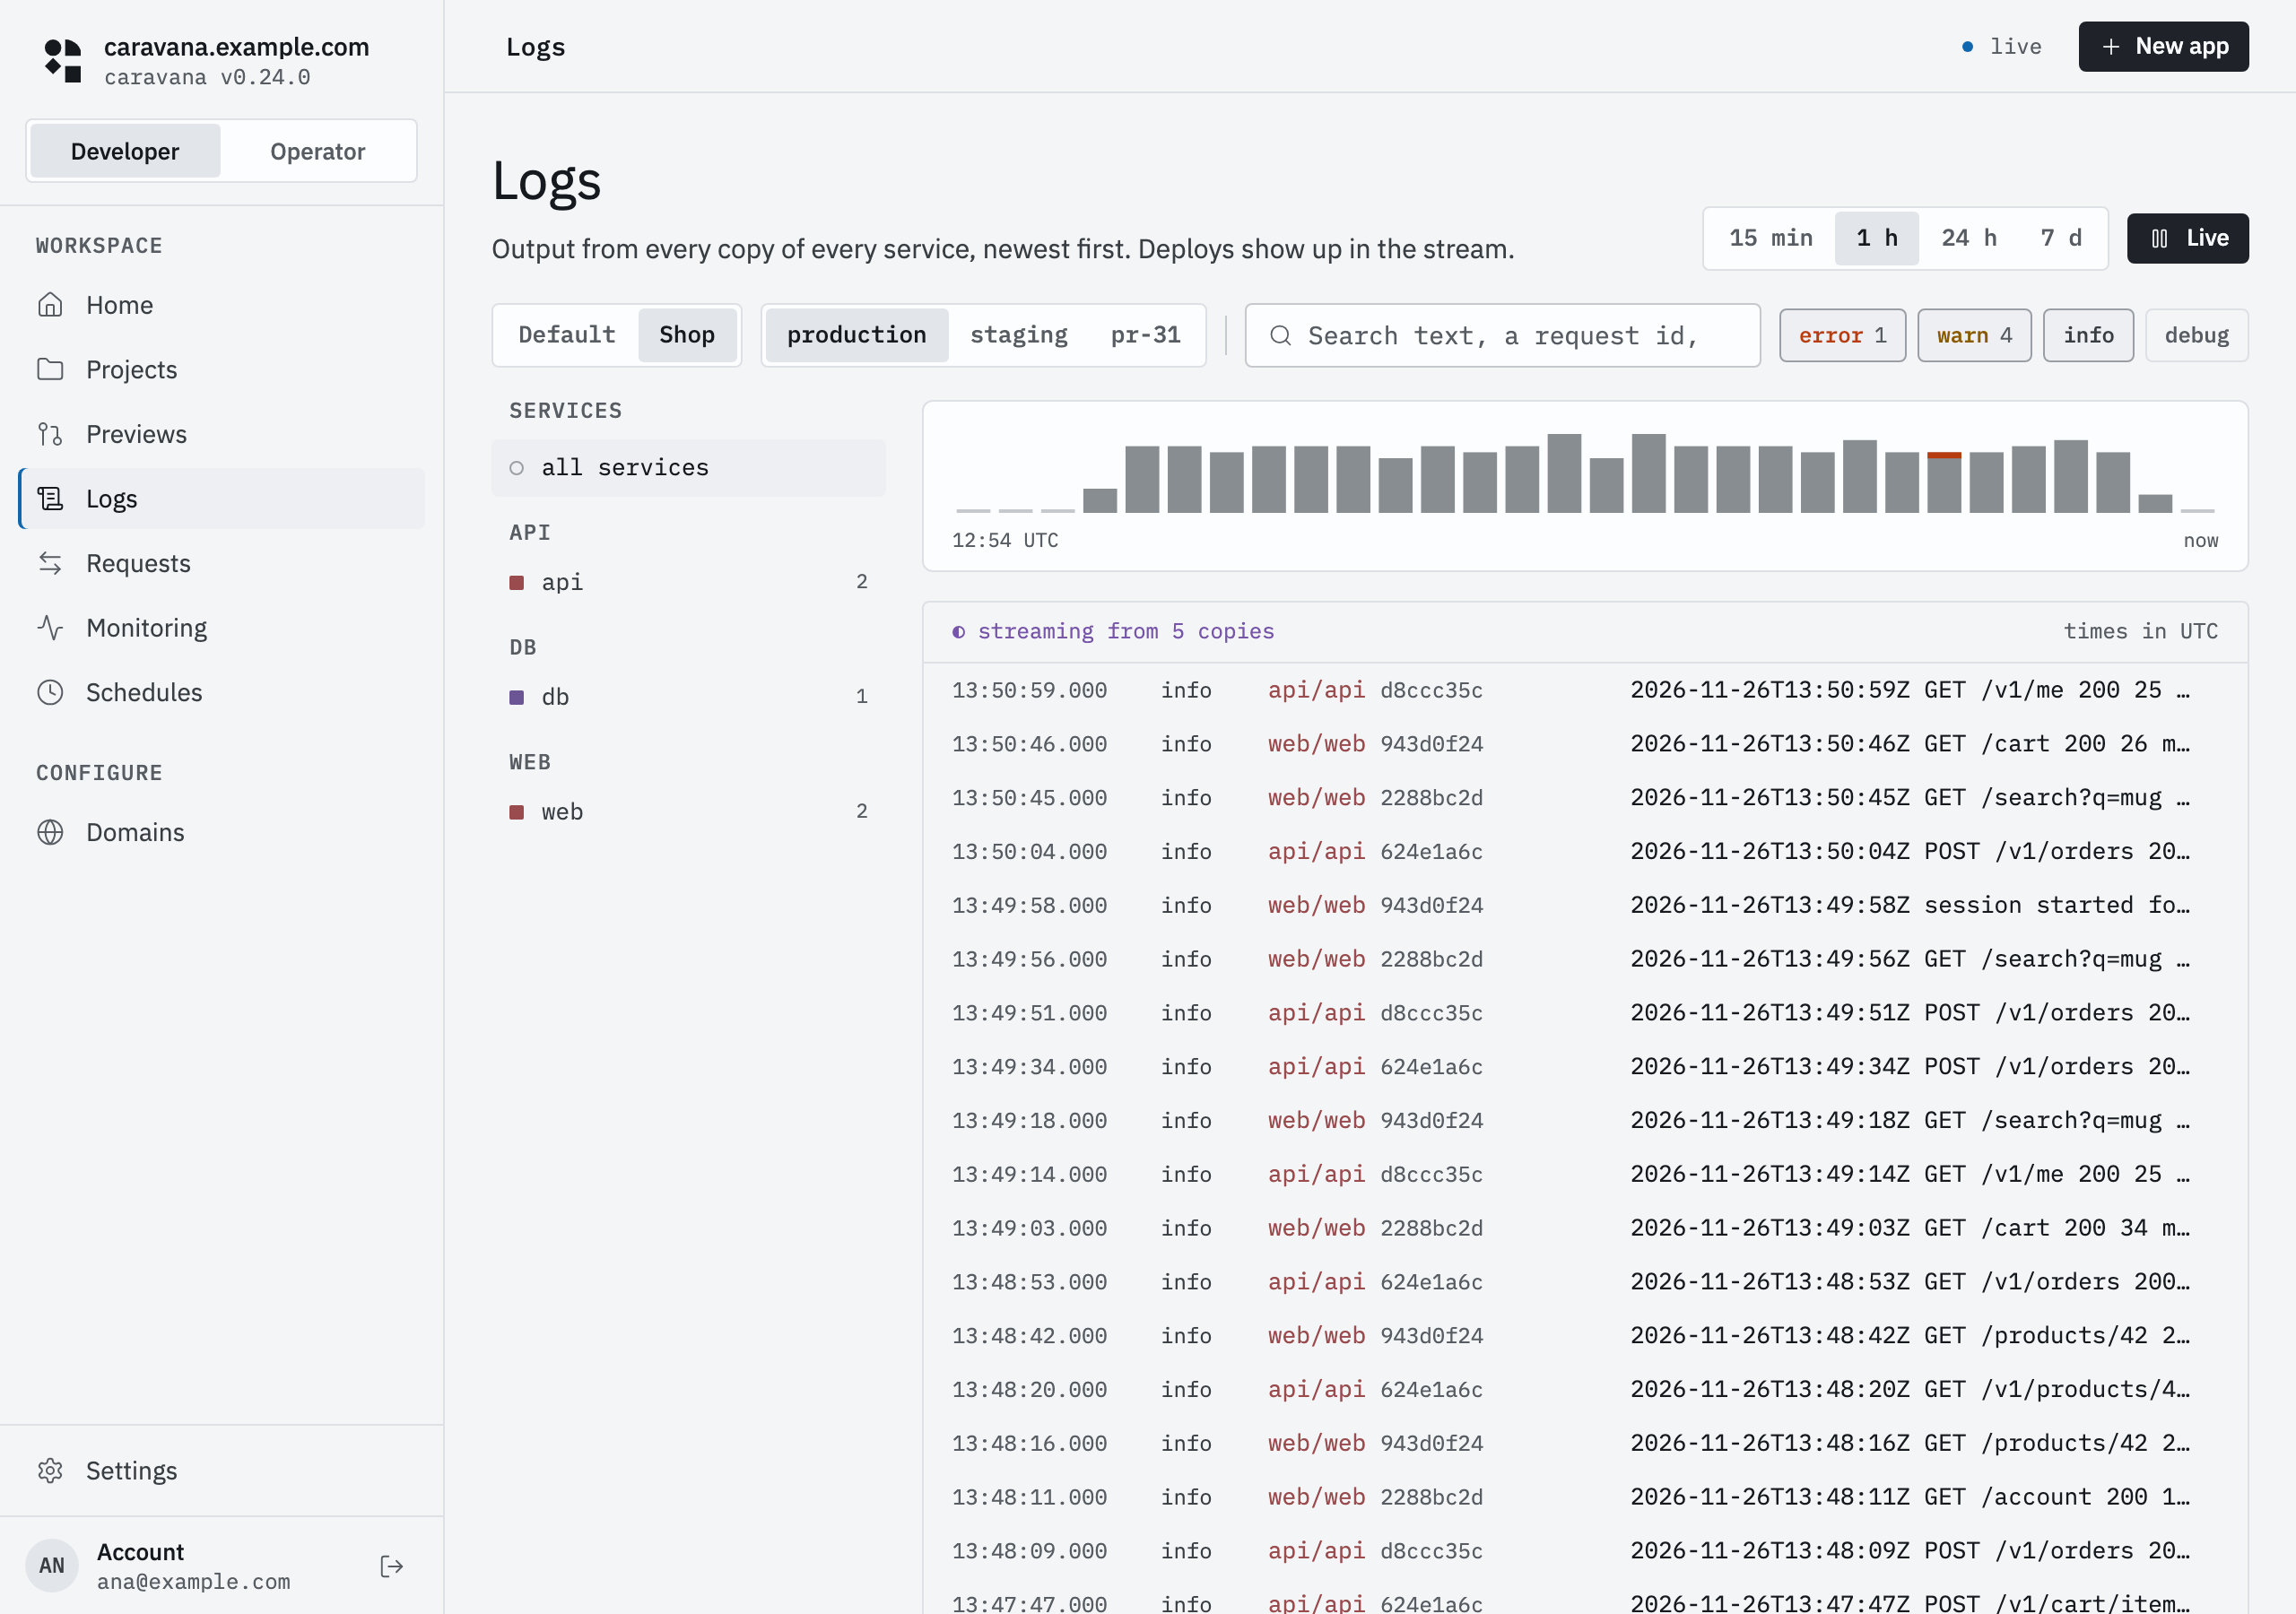 caravana.example.com
caravana v0.24.0
Developer
Operator
WORKSPACE
Home
Projects
Previews
Logs
Requests
Monitoring
Schedules
CONFIGURE
Domains
Settings
AN
Account
ana@example.com
Logs
live
New app
Logs
Output from every copy of every service, newest first. Deploys show up in the stream.
15 min 1 h 24 h 7 d
Live
Default Shop
production staging pr-31
Search text, a request id,
error 1
warn 4
info
debug
SERVICES
all services
API
api 2
DB
db 1
WEB
web 2
12:54 UTC now
streaming from 5 copies times in UTC
13:50:59.000 info api/api d8ccc35c 2026-11-26T13:50:59Z GET /v1/me 200 25 …
13:50:46.000 info web/web 943d0f24 2026-11-26T13:50:46Z GET /cart 200 26 m…
13:50:45.000 info web/web 2288bc2d 2026-11-26T13:50:45Z GET /search?q=mug …
13:50:04.000 info api/api 624e1a6c 2026-11-26T13:50:04Z POST /v1/orders 20…
13:49:58.000 info web/web 943d0f24 2026-11-26T13:49:58Z session started fo…
13:49:56.000 info web/web 2288bc2d 2026-11-26T13:49:56Z GET /search?q=mug …
13:49:51.000 info api/api d8ccc35c 2026-11-26T13:49:51Z POST /v1/orders 20…
13:49:34.000 info api/api 624e1a6c 2026-11-26T13:49:34Z POST /v1/orders 20…
13:49:18.000 info web/web 943d0f24 2026-11-26T13:49:18Z GET /search?q=mug …
13:49:14.000 info api/api d8ccc35c 2026-11-26T13:49:14Z GET /v1/me 200 25 …
13:49:03.000 info web/web 2288bc2d 2026-11-26T13:49:03Z GET /cart 200 34 m…
13:48:53.000 info api/api 624e1a6c 2026-11-26T13:48:53Z GET /v1/orders 200…
13:48:42.000 info web/web 943d0f24 2026-11-26T13:48:42Z GET /products/42 2…
13:48:20.000 info api/api 624e1a6c 2026-11-26T13:48:20Z GET /v1/products/4…
13:48:16.000 info web/web 943d0f24 2026-11-26T13:48:16Z GET /products/42 2…
13:48:11.000 info web/web 2288bc2d 2026-11-26T13:48:11Z GET /account 200 1…
13:48:09.000 info api/api d8ccc35c 2026-11-26T13:48:09Z POST /v1/orders 20…
13:47:47.000 info api/api 624e1a6c 2026-11-26T13:47:47Z POST /v1/cart/item…